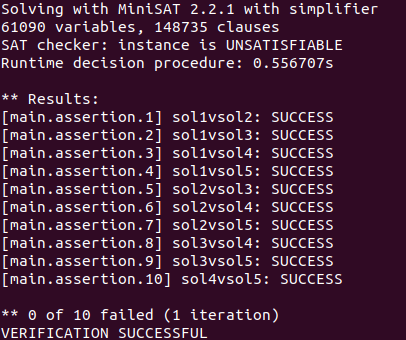 Solving with MiniSAT 2.2.1 with simplifier
61090 variables, 148735 clauses
SAT checker: instance is UNSATISFIABLE
Runtime decision procedure: 0.556707s

** Results:
[main.assertion.1] sol1vsol2: SUCCESS
[main.assertion.2] sol1vsol3: SUCCESS
[main.assertion.3] sol1vsol4: SUCCESS
[main.assertion.4] sol1vsol5: SUCCESS
[main.assertion.5] sol2vsol3: SUCCESS
[main.assertion.6] sol2vsol4: SUCCESS
[main.assertion.7] sol2vsol5: SUCCESS
[main.assertion.8] sol3vsol4: SUCCESS
[main.assertion.9] sol3vsol5: SUCCESS
[main.assertion.10] sol4vsol5: SUCCESS

** 0 of 10 failed (1 iteration)
VERIFICATION SUCCESSFUL